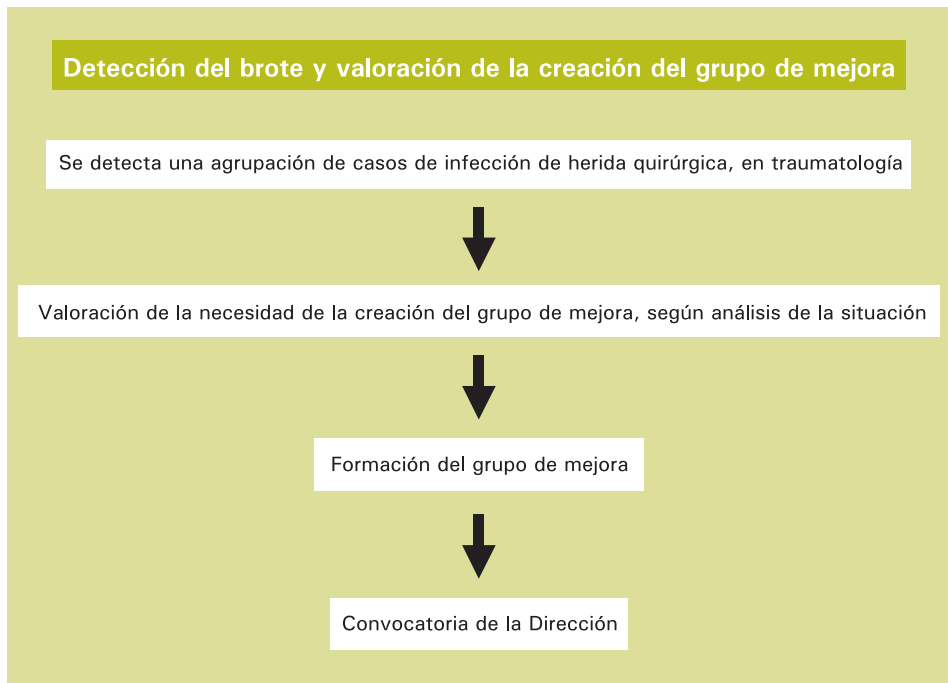 Detección del brote y valoración de la creación del grupo de mejora
Se detecta una agrupación de casos de infección de herida quirúrgica, en traumatología
Valoración de la necesidad de la creación del grupo de mejora, según análisis de la situación
Formación del grupo de mejora
Convocatoria de la Dirección